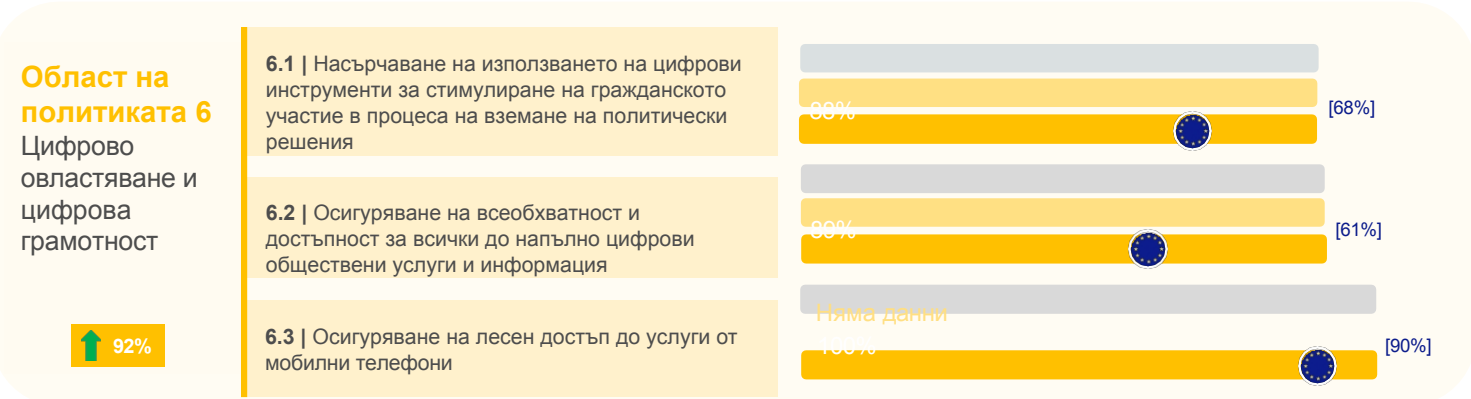 Област на
политиката 6
Цифрово
овластяване и
цифрова
грамотност
92%
6.1 | Насърчаване на използването на цифрови
инструменти за стимулиране на гражданското
участие в процеса на вземане на политически
решения
[68%]
6.2 | Осигуряване на всеобхватност и
достъпност за всички до напълно цифрови
обществени услуги и информация
[61%]
6.3 | Осигуряване на лесен достъп до услуги от
мобилни телефони
Няма данни
[90%]